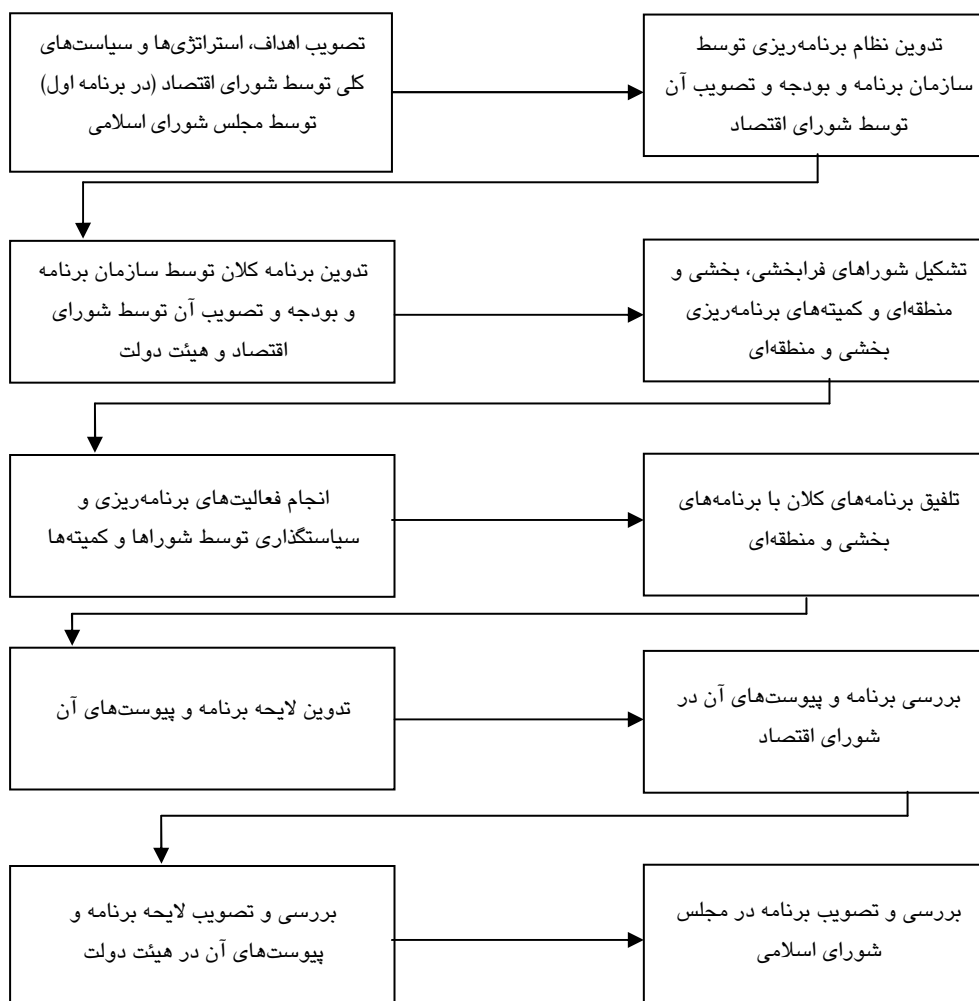 تصویب اهداف، استراتژی‌ها و سیاست‌های
کلی توسط شورای اقتصاد (در برنامه اول)
توسط مجلس شورای اسلامی
تدوین نظام برنامه‌ریزی توسط
سازمان برنامه و بودجه و تصویب آن
توسط شورای اقتصاد
تدوین برنامه کلان توسط سازمان برنامه
و بودجه و تصویب آن توسط شورای
اقتصاد و هیئت دولت
تشکیل شوراهای فرابخشی، بخشی و
منطقه‌ای و کمیته‌های برنامه‌ریزی
بخشی و منطقه‌ای
انجام فعالیت‌های برنامه‌ریزی و
سیاستگذاری توسط شوراها و کمیته‌ها
تلفیق برنامه‌های کلان با برنامه‌های
بخشی و منطقه‌ای
تدوین لایحه برنامه و پیوست‌های آن
بررسی برنامه و پیوست‌های آن در
شورای اقتصاد
بررسی و تصویب لایحه برنامه و
پیوست‌های آن در هیئت دولت
بررسی و تصویب برنامه در مجلس
شورای اسلامی